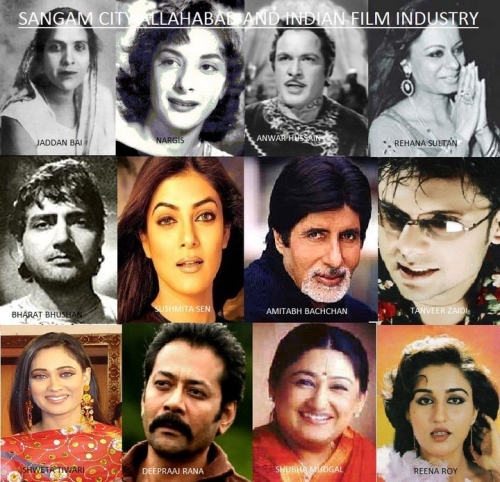 SANGAM CITY ALLAHABAD AND INDIAN FILM INDUSTRY
JADDAN BAI NARGIS ANWAR HUSSAIN REHANA SULTAN
BHARAT BHUSHAN SUSHMITA SEN AMITABH BACHCHAN TANVEER ZAIDI
SHWETA TIWARI DEEPRAAJ RANA SHUBHA MUDGAL REENA ROY